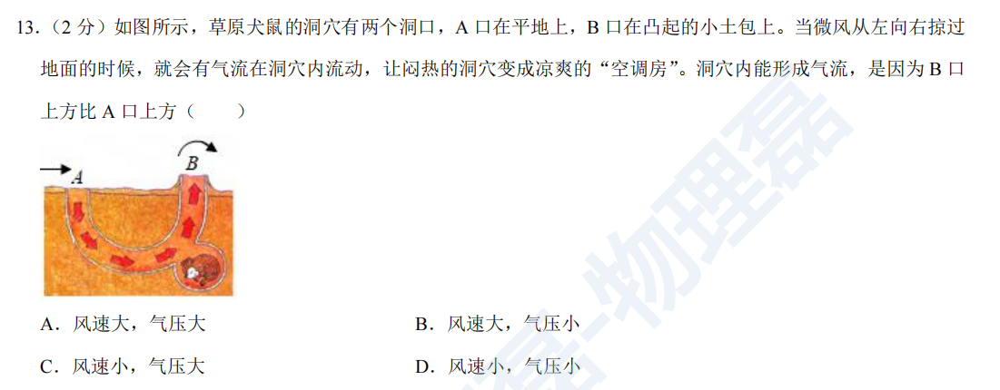 13.（2 分）如图所示，草原犬鼠的洞穴有两个洞口，A 口在平地上，B 口在凸起的小土包上。当微风从左向右掠过
地面的时候，就会有气流在洞穴内流动，让闷热的洞穴变成凉爽的“空调房”。洞穴内能形成气流，是因为 B 口
上方比 A 口上方（　　）
A
B
A．风速大，气压大
B．风速大，气压小
C．风速小，气压大
D．风速小，气压小
磊-物理磊